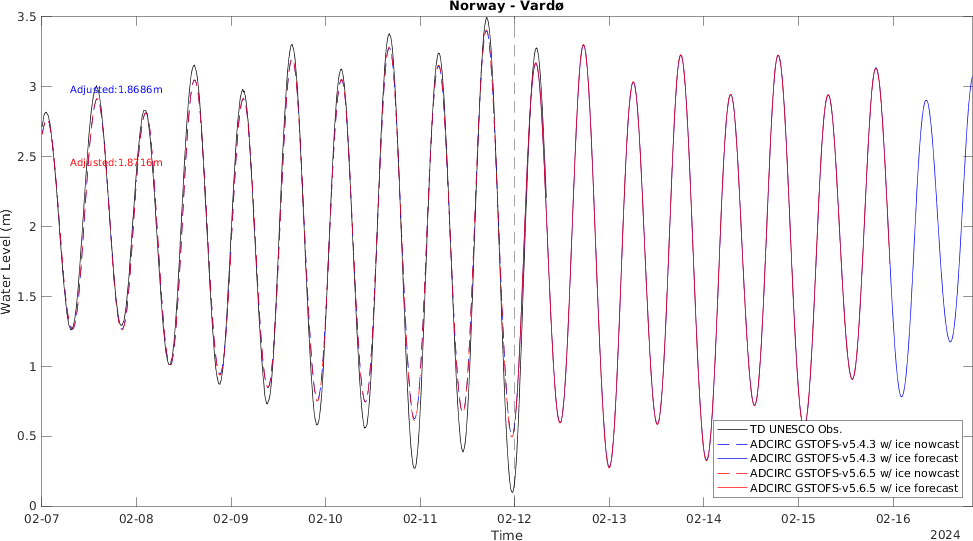 Norway - Vardø
3.5
3
2.5
2
1.5
1
0.5
0
Water Level (m)
Adjusted:1.8686m
Adjusted:1.8716m
TD UNESCO Obs.
ADCIRC GSTOFS-v5.4.3 w/ ice nowcast
ADCIRC GSTOFS-v5.4.3 w/ ice forecast
ADCIRC GSTOFS-v5.6.5 w/ ice nowcast
ADCIRC GSTOFS-v5.6.5 w/ ice forecast
02-07
02-08
02-09
02-10
02-11
02-12
02-13
02-14
02-15
02-16
Time
2024